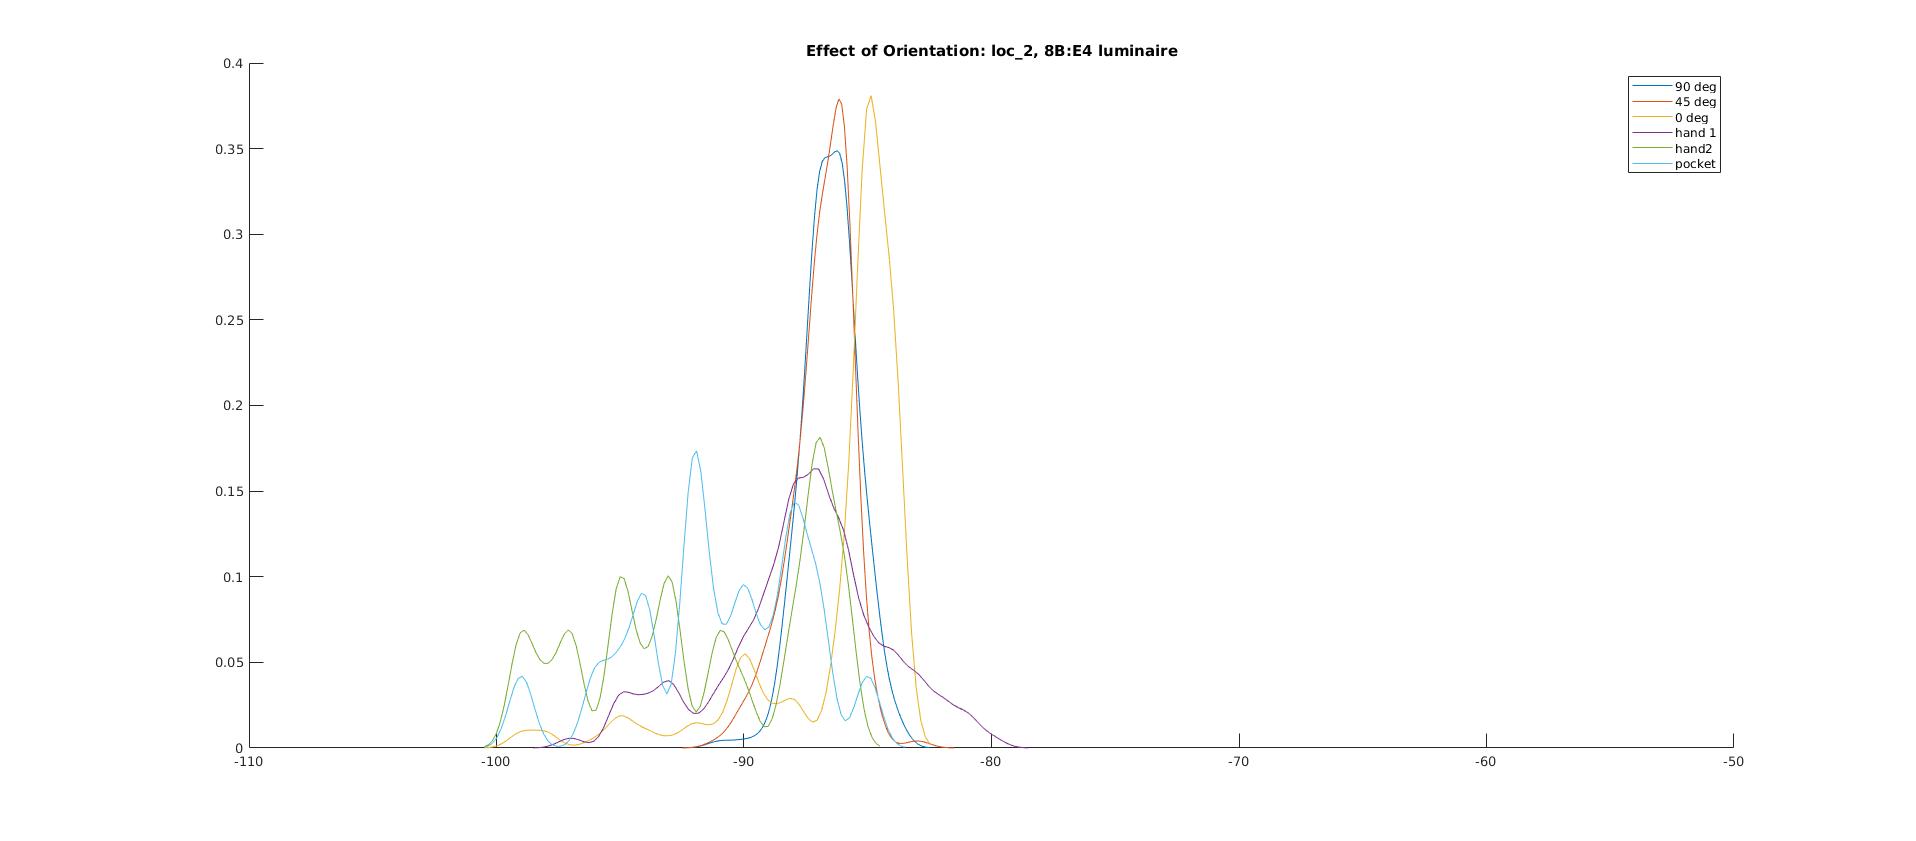 Effect of Orientation: loc_2, 8B:E4 luminaire
0.4
0.35
0.3
0.25
0.2
0.15
0.1
0.05
0
-110
-100
-90
-80
-70
-60
-50
90 deg
45 deg
0 deg
hand 1
hand2
pocket